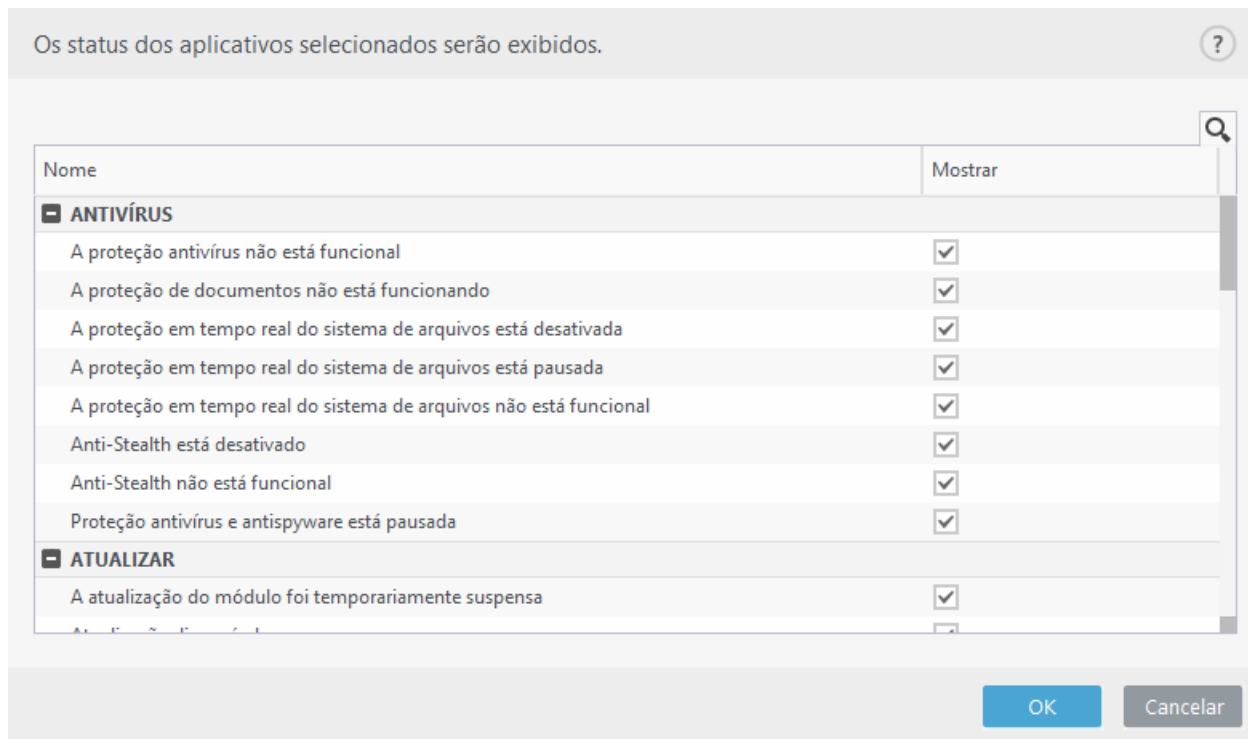 Os status dos aplicativos selecionados serão exibidos.
?
Nome Mostrar
ANTIVÍRUS
A proteção antivírus não está funcional
A proteção de documentos não está funcionando
A proteção em tempo real do sistema de arquivos está desativada
A proteção em tempo real do sistema de arquivos está pausada
A proteção em tempo real do sistema de arquivos não está funcional
Anti-Stealth está desativado
Anti-Stealth não está funcional
Proteção antivírus e antispyware está pausada
ATUALIZAR
A atualização do módulo foi temporariamente suspensa
OK Cancelar